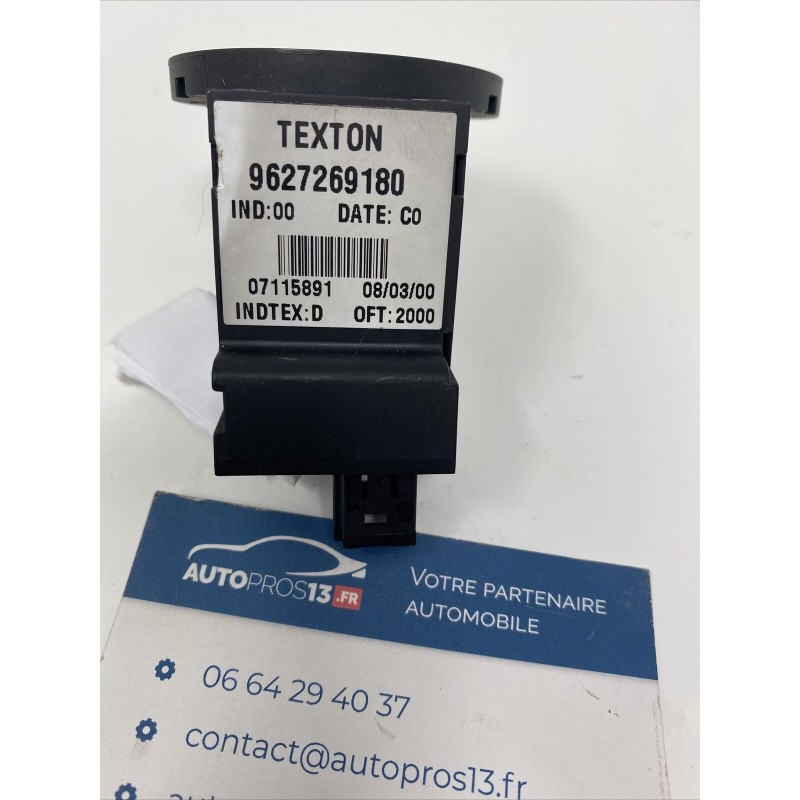 TEXTON
9627269180
IND:00 DATE: C0
07115891 08/03/00
INDTEX:D OFT:2000
AUTOPROS13.FR
VOTRE PARTENAIRE
AUTOMOBILE
06 64 29 40 37
contact@autopros13.fr